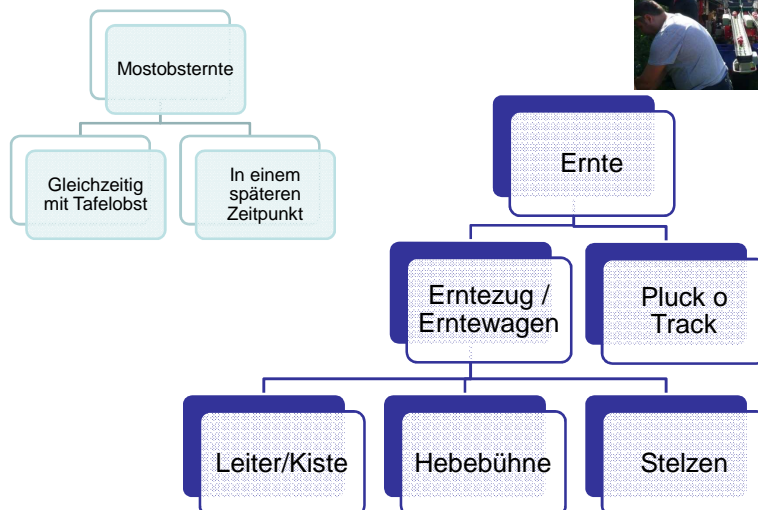 Mostobsternte
Gleichzeitig
mit Tafelobst
In einem
späteren
Zeitpunkt
Ernte
Erntezug /
Erntewagen
Pluck o
Track
Leiter/Kiste
Hebebühne
Stelzen